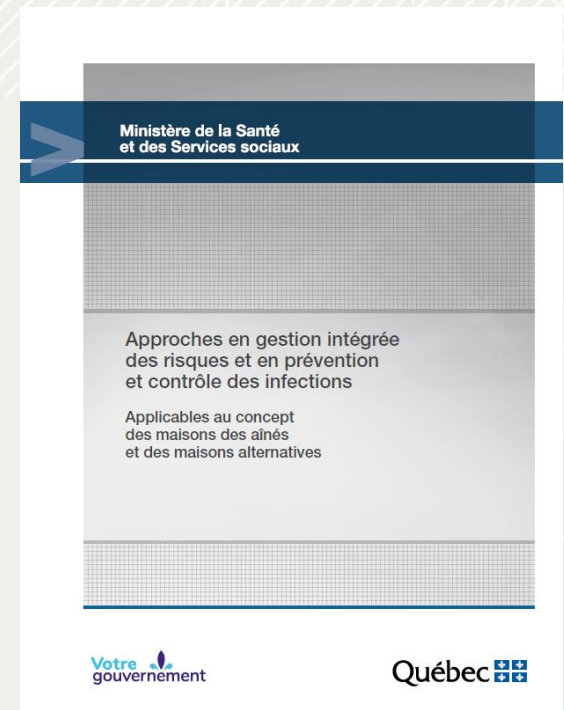 Ministère de la Santé
et des Services sociaux
Approches en gestion intégrée
des risques et en prévention
et contrôle des infections
Applicables au concept
des maisons des aînés
et des maisons alternatives
Votre
gouvernement
Québec